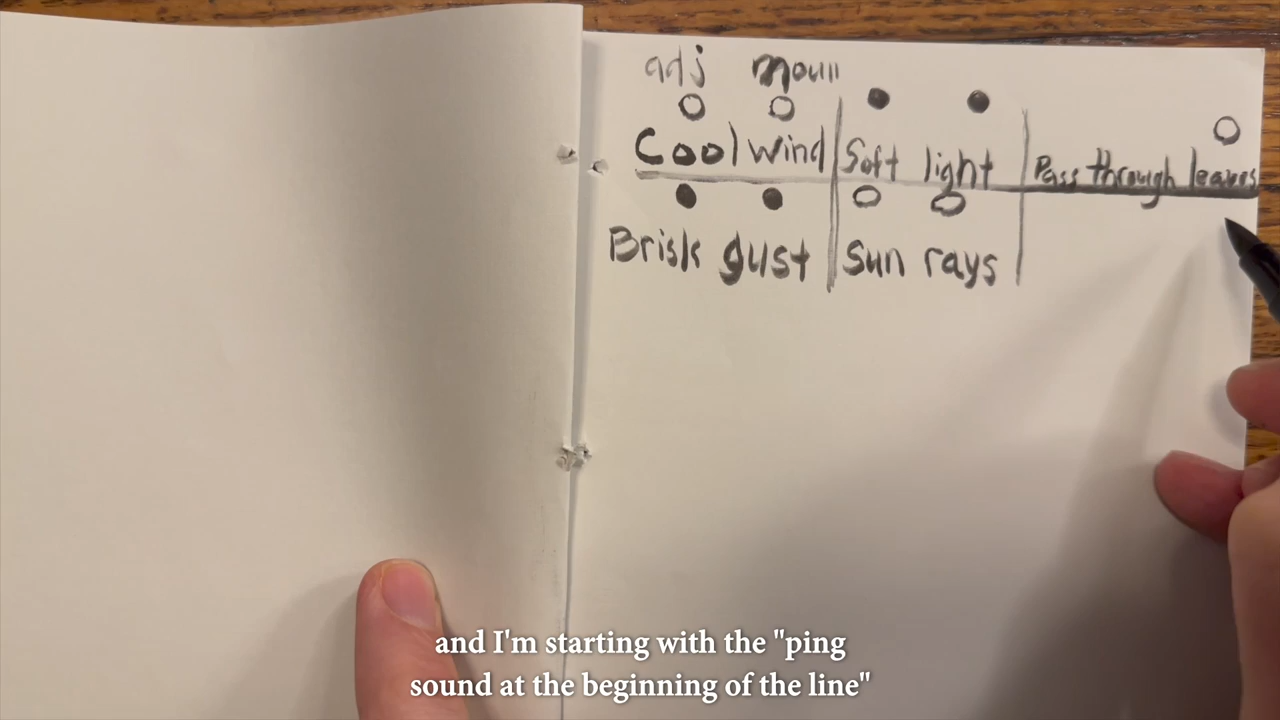 adj noun
Cool wind Soft light Pass through leaves
Brisk gust Sun rays
and I'm starting with the "ping
sound at the beginning of the line"